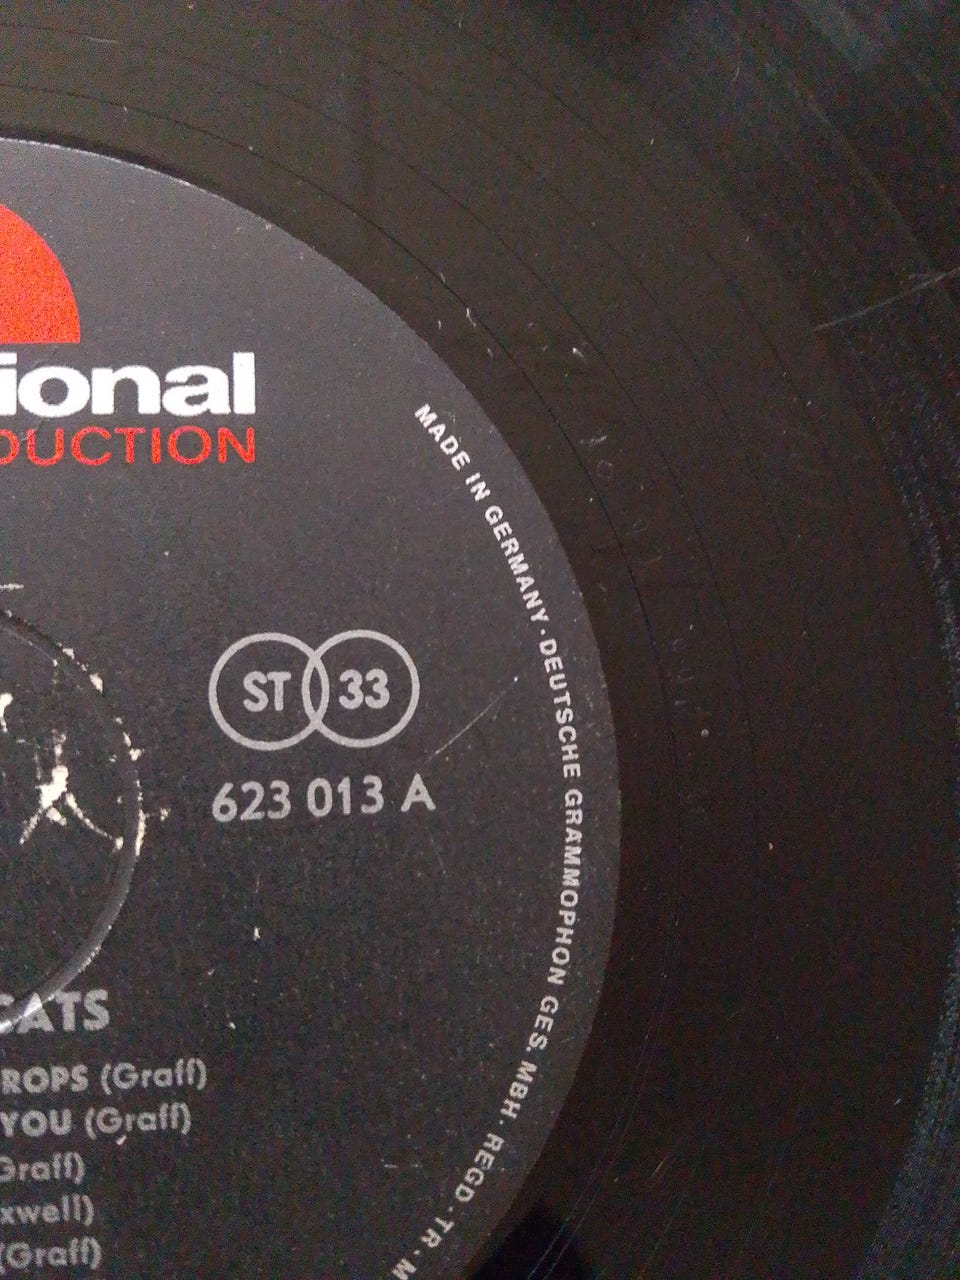 ional
DUCTION
MADE IN GERMANY · DEUTSCHE GRAMMOPHON GES. MBH · REGD · TR · M
ST 33
623 013 A
CATS
ROPS (Graff)
YOU (Graff)
Graff)
xwell)
(Graff)